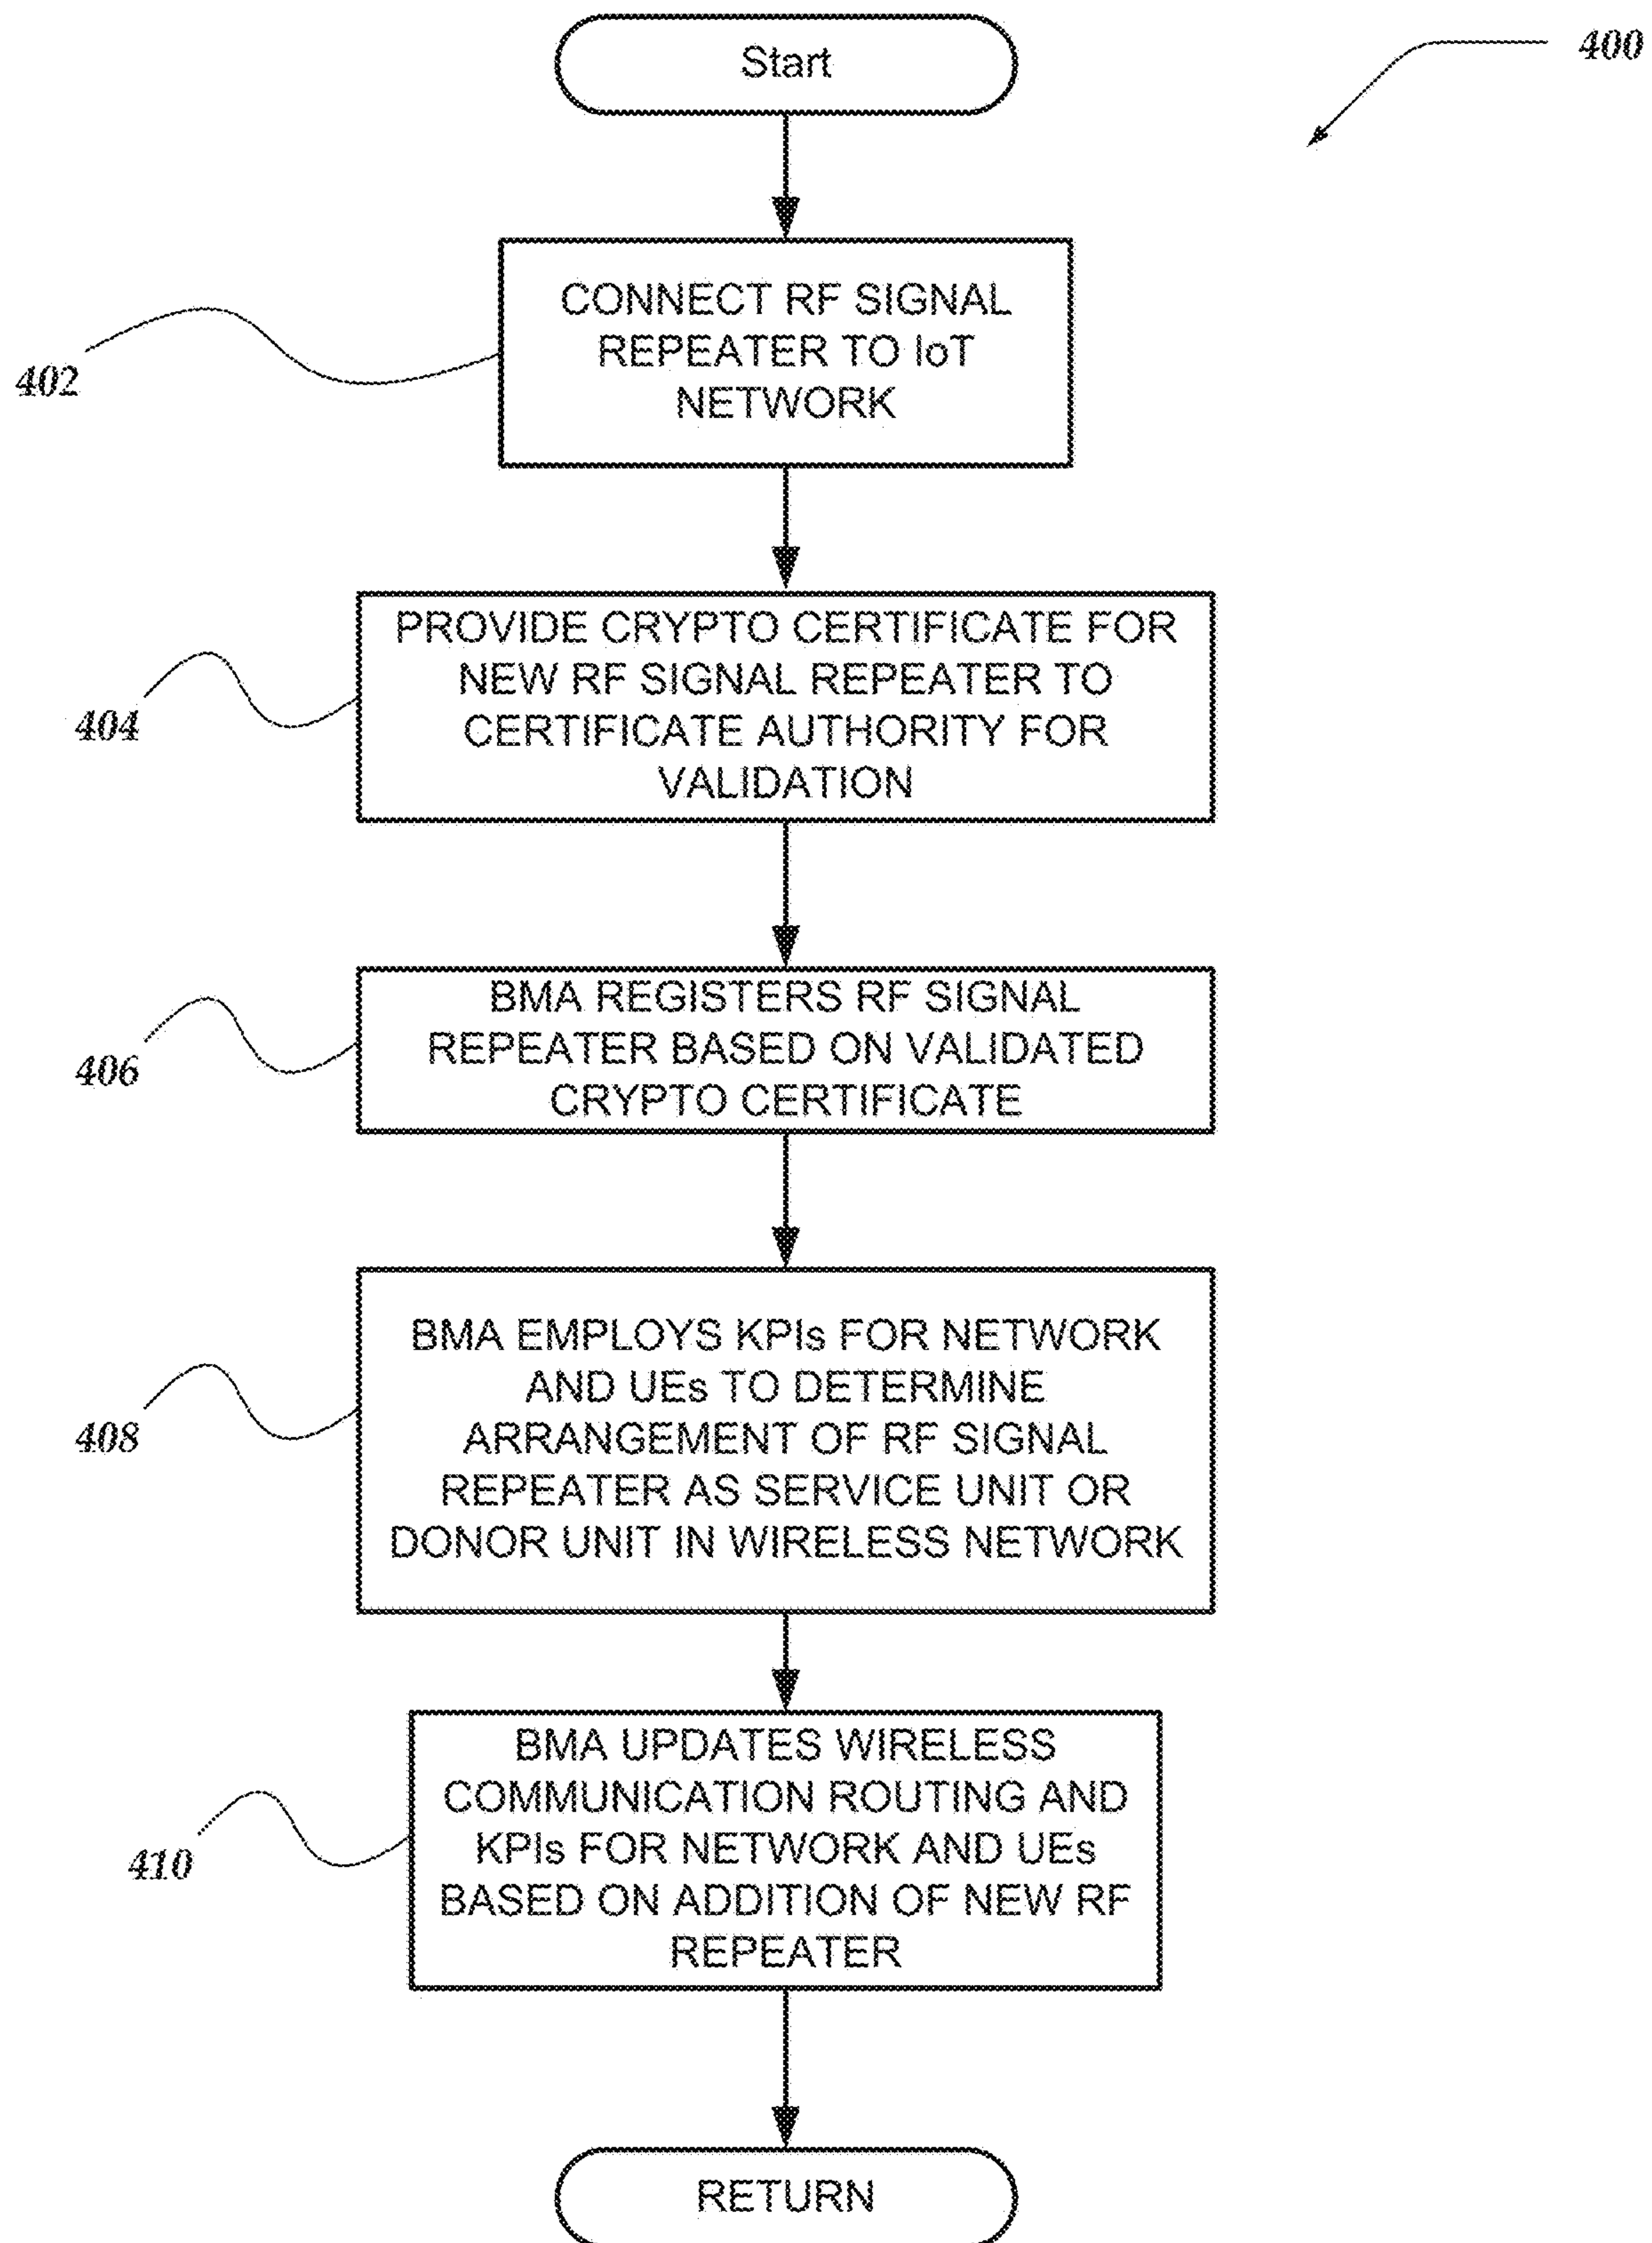 Start
400
CONNECT RF SIGNAL
REPEATER TO IoT
NETWORK
402
PROVIDE CRYPTO CERTIFICATE FOR
NEW RF SIGNAL REPEATER TO
CERTIFICATE AUTHORITY FOR
VALIDATION
404
BMA REGISTERS RF SIGNAL
REPEATER BASED ON VALIDATED
CRYPTO CERTIFICATE
406
BMA EMPLOYS KPIs FOR NETWORK
AND UEs TO DETERMINE
ARRANGEMENT OF RF SIGNAL
REPEATER AS SERVICE UNIT OR
DONOR UNIT IN WIRELESS NETWORK
408
BMA UPDATES WIRELESS
COMMUNICATION ROUTING AND
KPIs FOR NETWORK AND UEs
BASED ON ADDITION OF NEW RF
REPEATER
410
RETURN